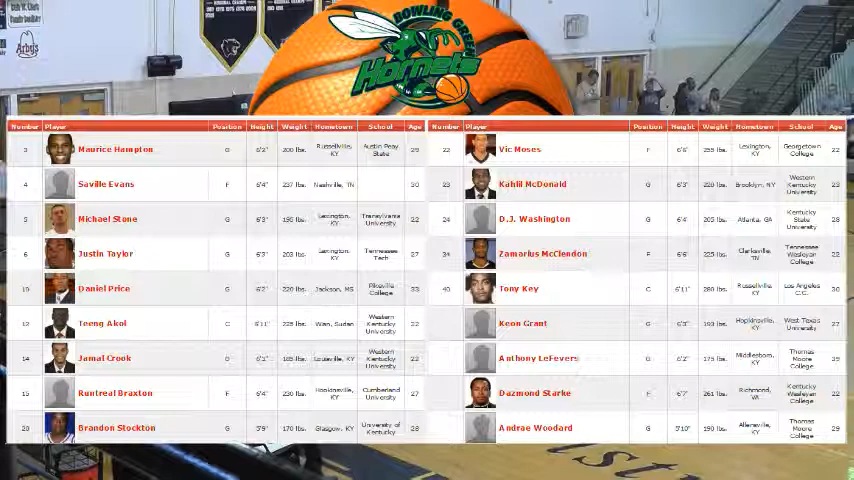 Arby's
BOWLING GREEN
Hornets
Number Player Position Height Weight Hometown School Age
3 Maurice Hampton G 6'2" 200 lbs. Russellville, KY Austin Peay State 29
4 Saville Evans F 6'4" 237 lbs. Nashville, TN 30
5 Michael Stone G 6'3" 195 lbs. Lexington, KY Transylvania University 22
6 Justin Taylor G 6'3" 203 lbs. Lexington, KY Tennessee Tech 27
10 Daniel Price G 6'2" 220 lbs. Jackson, MS Pikeville College 33
12 Teeng Akol C 6'11" 225 lbs. Wan, Sudan Western Kentucky University 22
14 Jamal Crook G 6'2" 185 lbs. Louisville, KY Western Kentucky University 22
15 Runtreal Braxton F 6'4" 230 lbs. Hopkinsville, KY Cumberland University 27
20 Brandon Stockton G 5'9" 170 lbs. Glasgow, KY University of Kentucky 28
Number Player Position Height Weight Hometown School Age
22 Vic Moses F 6'6" 255 lbs. Lexington, KY Georgetown College 22
23 Kahlil McDonald G 6'3" 220 lbs. Brooklyn, NY Western Kentucky University 23
24 D.J. Washington G 6'4" 205 lbs. Atlanta, GA Kentucky State University 28
34 Zamarius McClendon F 6'6" 225 lbs. Clarksville, TN Tennessee Wesleyan College 22
40 Tony Key C 6'11" 280 lbs. Russellville, KY Los Angeles C.C. 30
Keon Grant G 6'3" 193 lbs. Hopkinsville, KY West Texas University 27
Anthony LeFevers G 6'2" 175 lbs. Middlesboro, KY Thomas Moore College 29
Dazmond Starke F 6'7" 261 lbs. Richmond, VA Kentucky Wesleyan College 22
Andrae Woodard G 5'10" 190 lbs. Allensville, KY Thomas Moore College 29